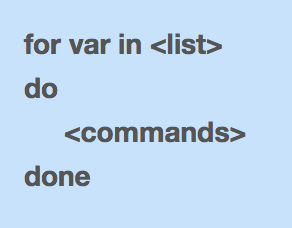 for var in <list>
do
<commands>
done